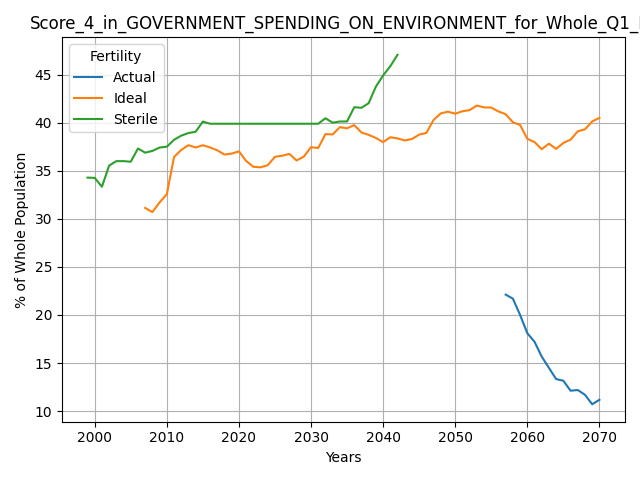 Score_4_in_GOVERNMENT_SPENDING_ON_ENVIRONMENT_for_Whole_Q1_
Fertility
Actual
Ideal
Sterile
% of Whole Population
45
40
35
30
25
20
15
10
2000 2010 2020 2030 2040 2050 2060 2070
Years